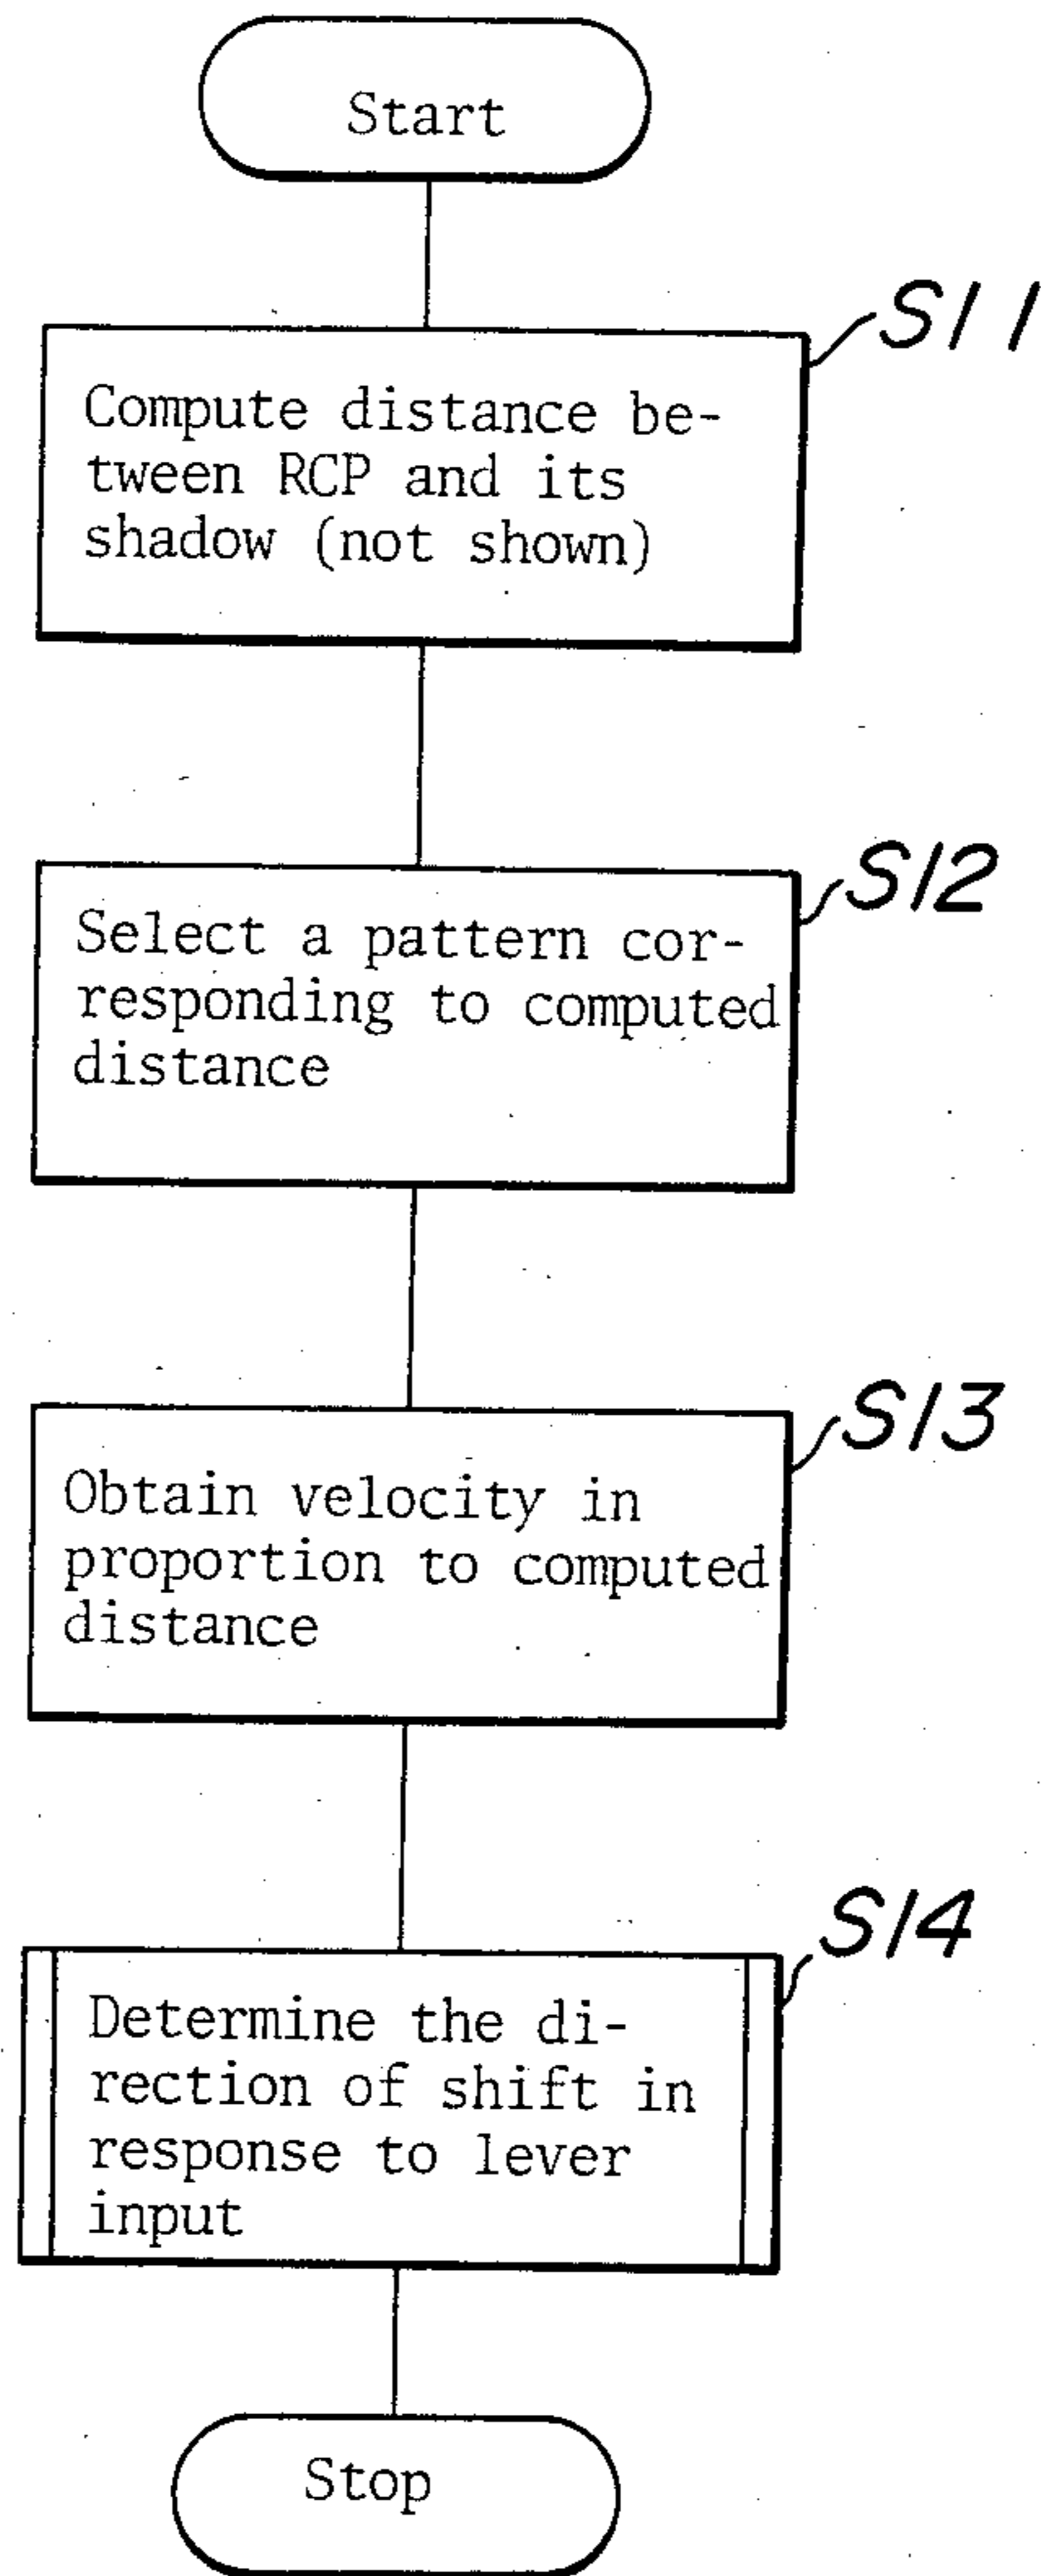 Start
S11
Compute distance be-
tween RCP and its
shadow (not shown)
S12
Select a pattern cor-
responding to computed
distance
S13
Obtain velocity in
proportion to computed
distance
S14
Determine the di-
rection of shift in
response to lever
input
Stop